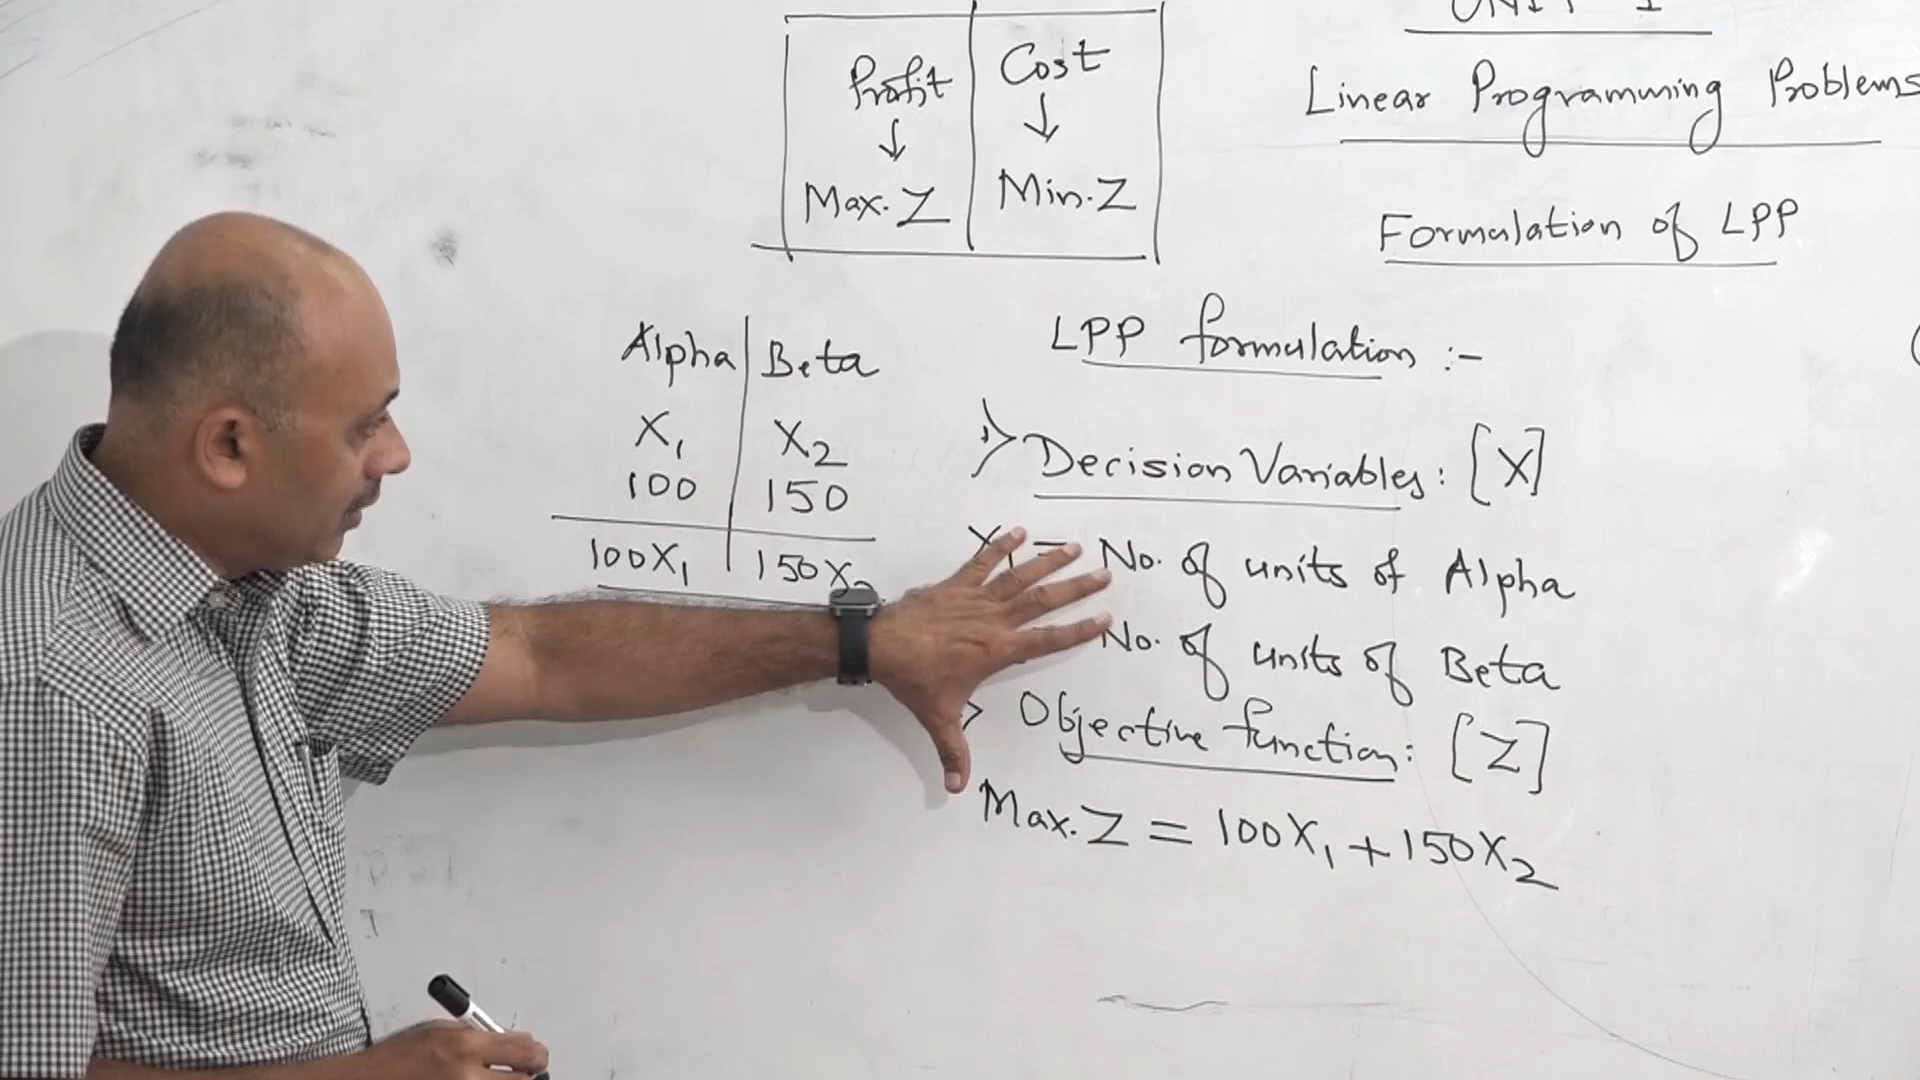 UNIT 1
Linear Programming Problems
Formulation of LPP
Profit Cost
Max. Z Min. Z
Alpha Beta
X1 X2
100 150
100X1 150X2
LPP formulation :-
1) Decision Variables : [X]
X1 = No. of units of Alpha
No. of units of Beta
Objective function : [Z]
Max. Z = 100X1 + 150X2